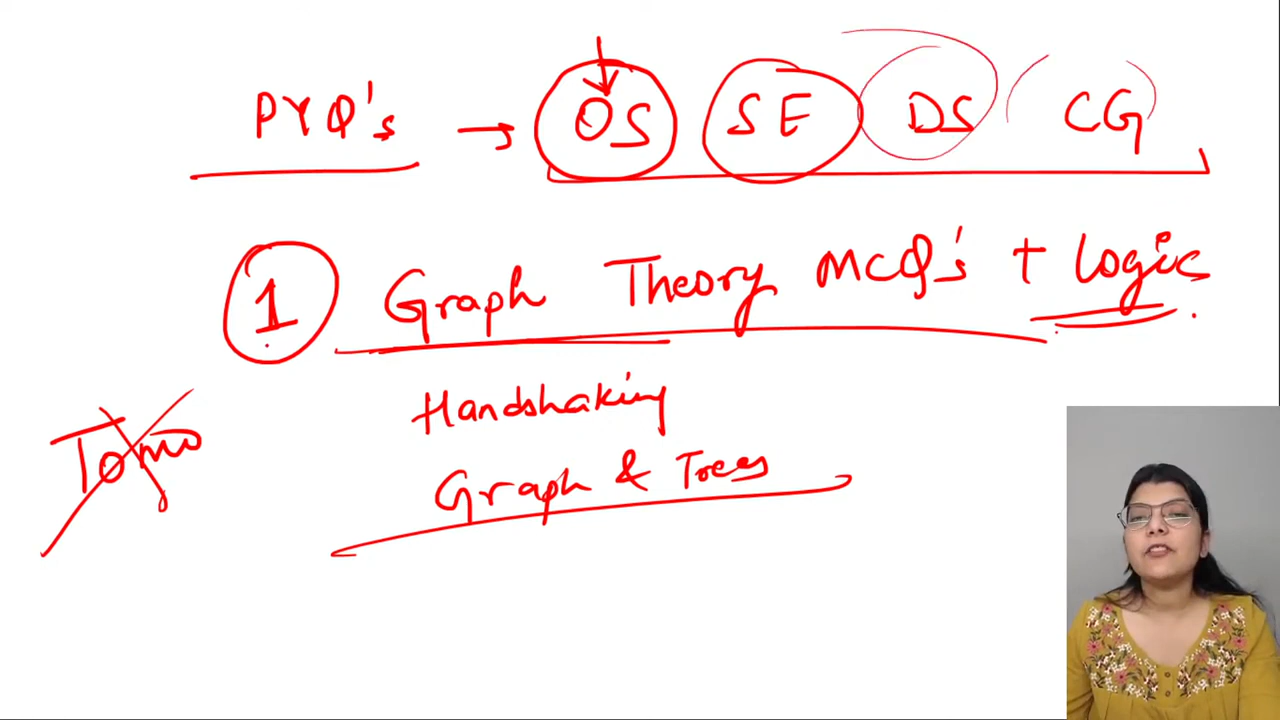 PYQ's → OS SE DS CG
1 Graph Theory MCQ's + Logic
Handshaking
Graph & Trees